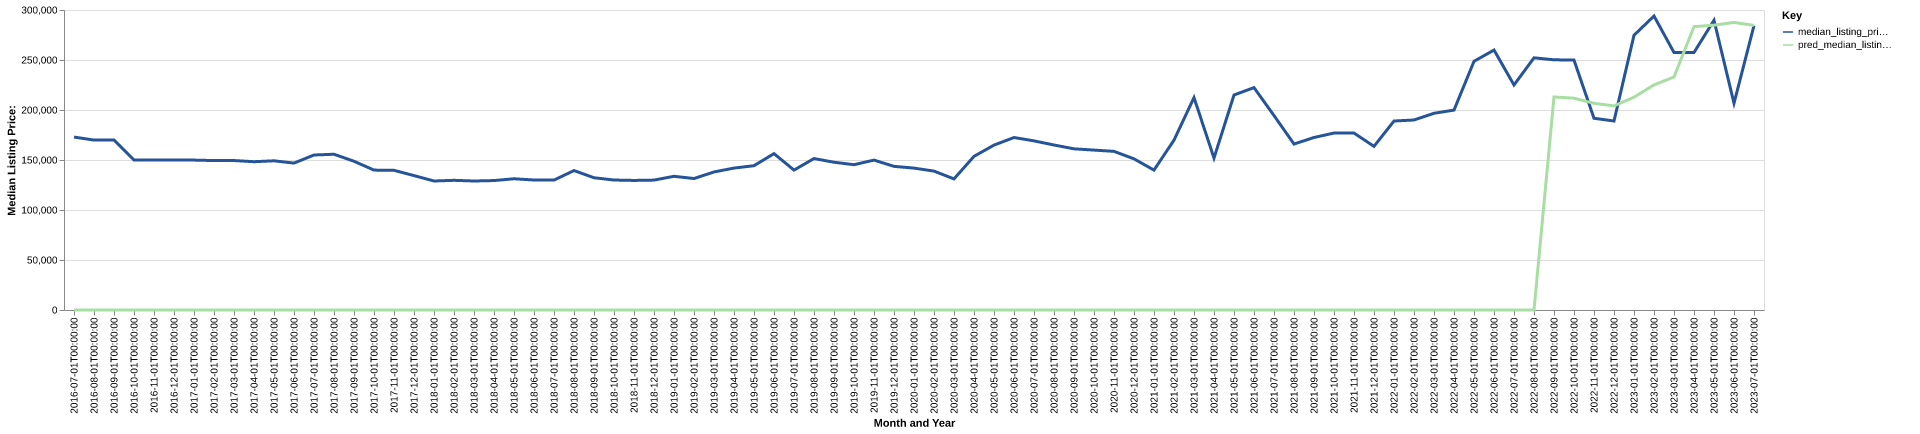 300,000
250,000
200,000
150,000
100,000
50,000
0
Median Listing Price:
2016-07-01T00:00:00
2016-08-01T00:00:00
2016-09-01T00:00:00
2016-10-01T00:00:00
2016-11-01T00:00:00
2016-12-01T00:00:00
2017-01-01T00:00:00
2017-02-01T00:00:00
2017-03-01T00:00:00
2017-04-01T00:00:00
2017-05-01T00:00:00
2017-06-01T00:00:00
2017-07-01T00:00:00
2017-08-01T00:00:00
2017-09-01T00:00:00
2017-10-01T00:00:00
2017-11-01T00:00:00
2017-12-01T00:00:00
2018-01-01T00:00:00
2018-02-01T00:00:00
2018-03-01T00:00:00
2018-04-01T00:00:00
2018-05-01T00:00:00
2018-06-01T00:00:00
2018-07-01T00:00:00
2018-08-01T00:00:00
2018-09-01T00:00:00
2018-10-01T00:00:00
2018-11-01T00:00:00
2018-12-01T00:00:00
2019-01-01T00:00:00
2019-02-01T00:00:00
2019-03-01T00:00:00
2019-04-01T00:00:00
2019-05-01T00:00:00
2019-06-01T00:00:00
2019-07-01T00:00:00
2019-08-01T00:00:00
2019-09-01T00:00:00
2019-10-01T00:00:00
2019-11-01T00:00:00
2019-12-01T00:00:00
2020-01-01T00:00:00
2020-02-01T00:00:00
2020-03-01T00:00:00
2020-04-01T00:00:00
2020-05-01T00:00:00
2020-06-01T00:00:00
2020-07-01T00:00:00
2020-08-01T00:00:00
2020-09-01T00:00:00
2020-10-01T00:00:00
2020-11-01T00:00:00
2020-12-01T00:00:00
2021-01-01T00:00:00
2021-02-01T00:00:00
2021-03-01T00:00:00
2021-04-01T00:00:00
2021-05-01T00:00:00
2021-06-01T00:00:00
2021-07-01T00:00:00
2021-08-01T00:00:00
2021-09-01T00:00:00
2021-10-01T00:00:00
2021-11-01T00:00:00
2021-12-01T00:00:00
2022-01-01T00:00:00
2022-02-01T00:00:00
2022-03-01T00:00:00
2022-04-01T00:00:00
2022-05-01T00:00:00
2022-06-01T00:00:00
2022-07-01T00:00:00
2022-08-01T00:00:00
2022-09-01T00:00:00
2022-10-01T00:00:00
2022-11-01T00:00:00
2022-12-01T00:00:00
2023-01-01T00:00:00
2023-02-01T00:00:00
2023-03-01T00:00:00
2023-04-01T00:00:00
2023-05-01T00:00:00
2023-06-01T00:00:00
2023-07-01T00:00:00
Month and Year
Key
median_listing_pri…
pred_median_listin…